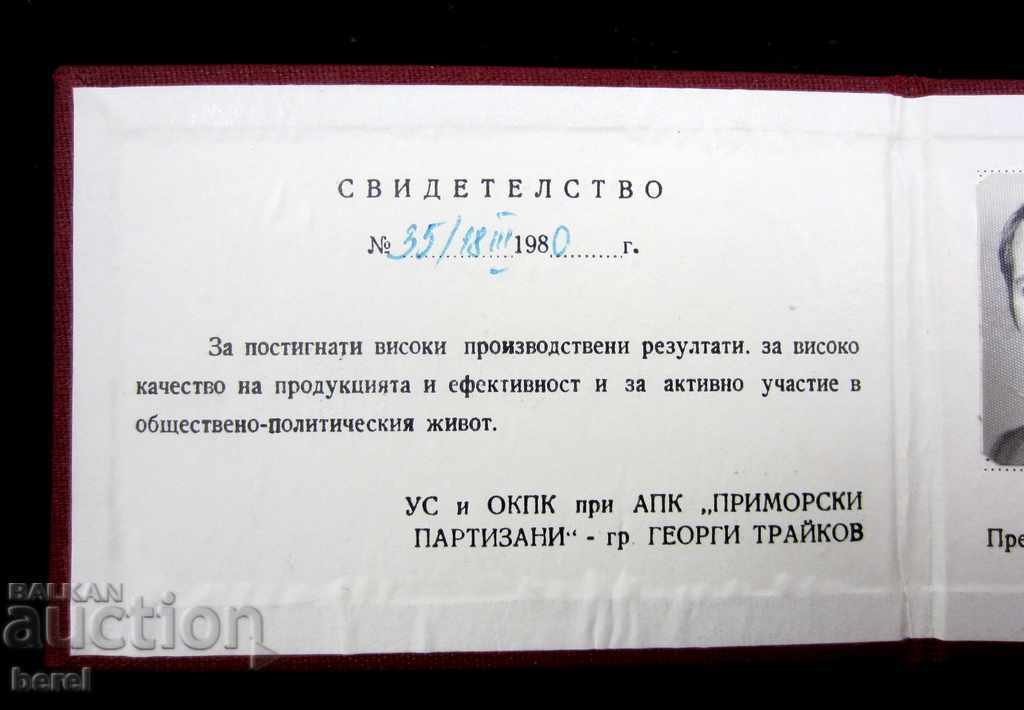 СВИДЕТЕЛСТВО
№ 35/18 III 1980 г.
За постигнати високи производствени резултати. за високо
качество на продукцията и ефективност и за активно участие в
обществено-политическия живот.
УС и ОКПК при АПК „ПРИМОРСКИ
ПАРТИЗАНИ“ - гр. ГЕОРГИ ТРАЙКОВ
Пре
BALKAN
auction
berel